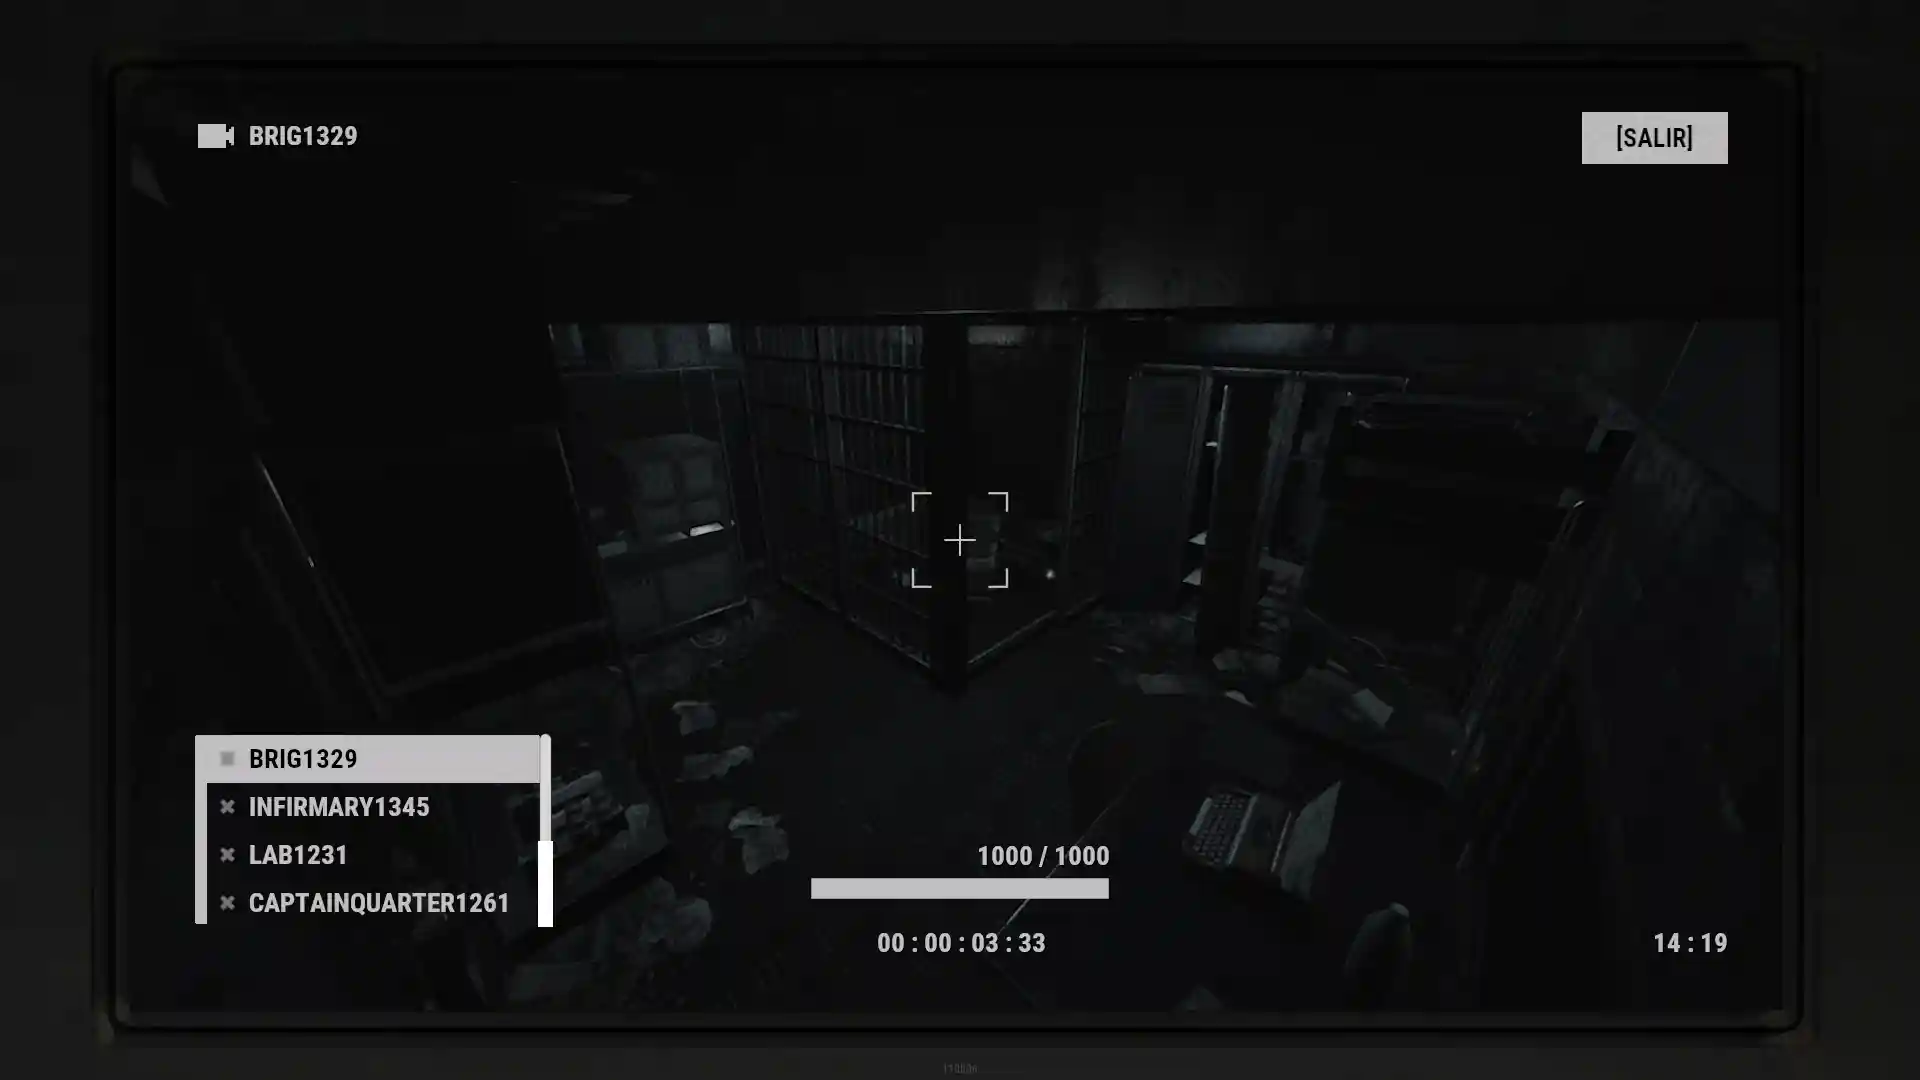 BRIG1329
[SALIR]
BRIG1329
INFIRMARY1345
LAB1231
CAPTAINQUARTER1261
1000 / 1000
00 : 00 : 03 : 33
14 : 19